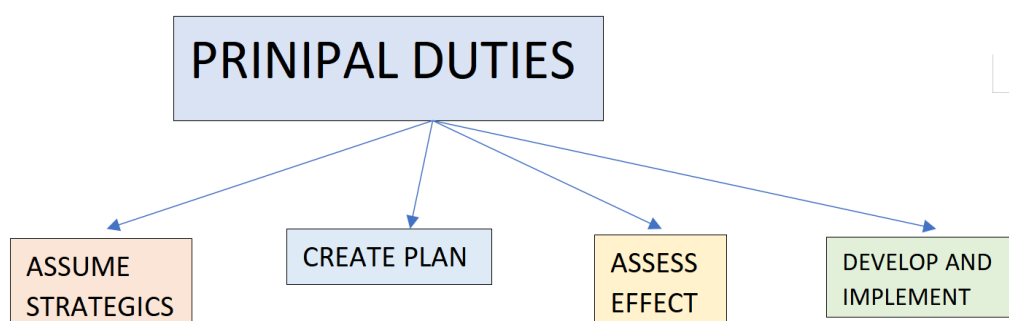 PRINIPAL DUTIES
ASSUME
STRATEGICS
CREATE PLAN
ASSESS
EFFECT
DEVELOP AND
IMPLEMENT